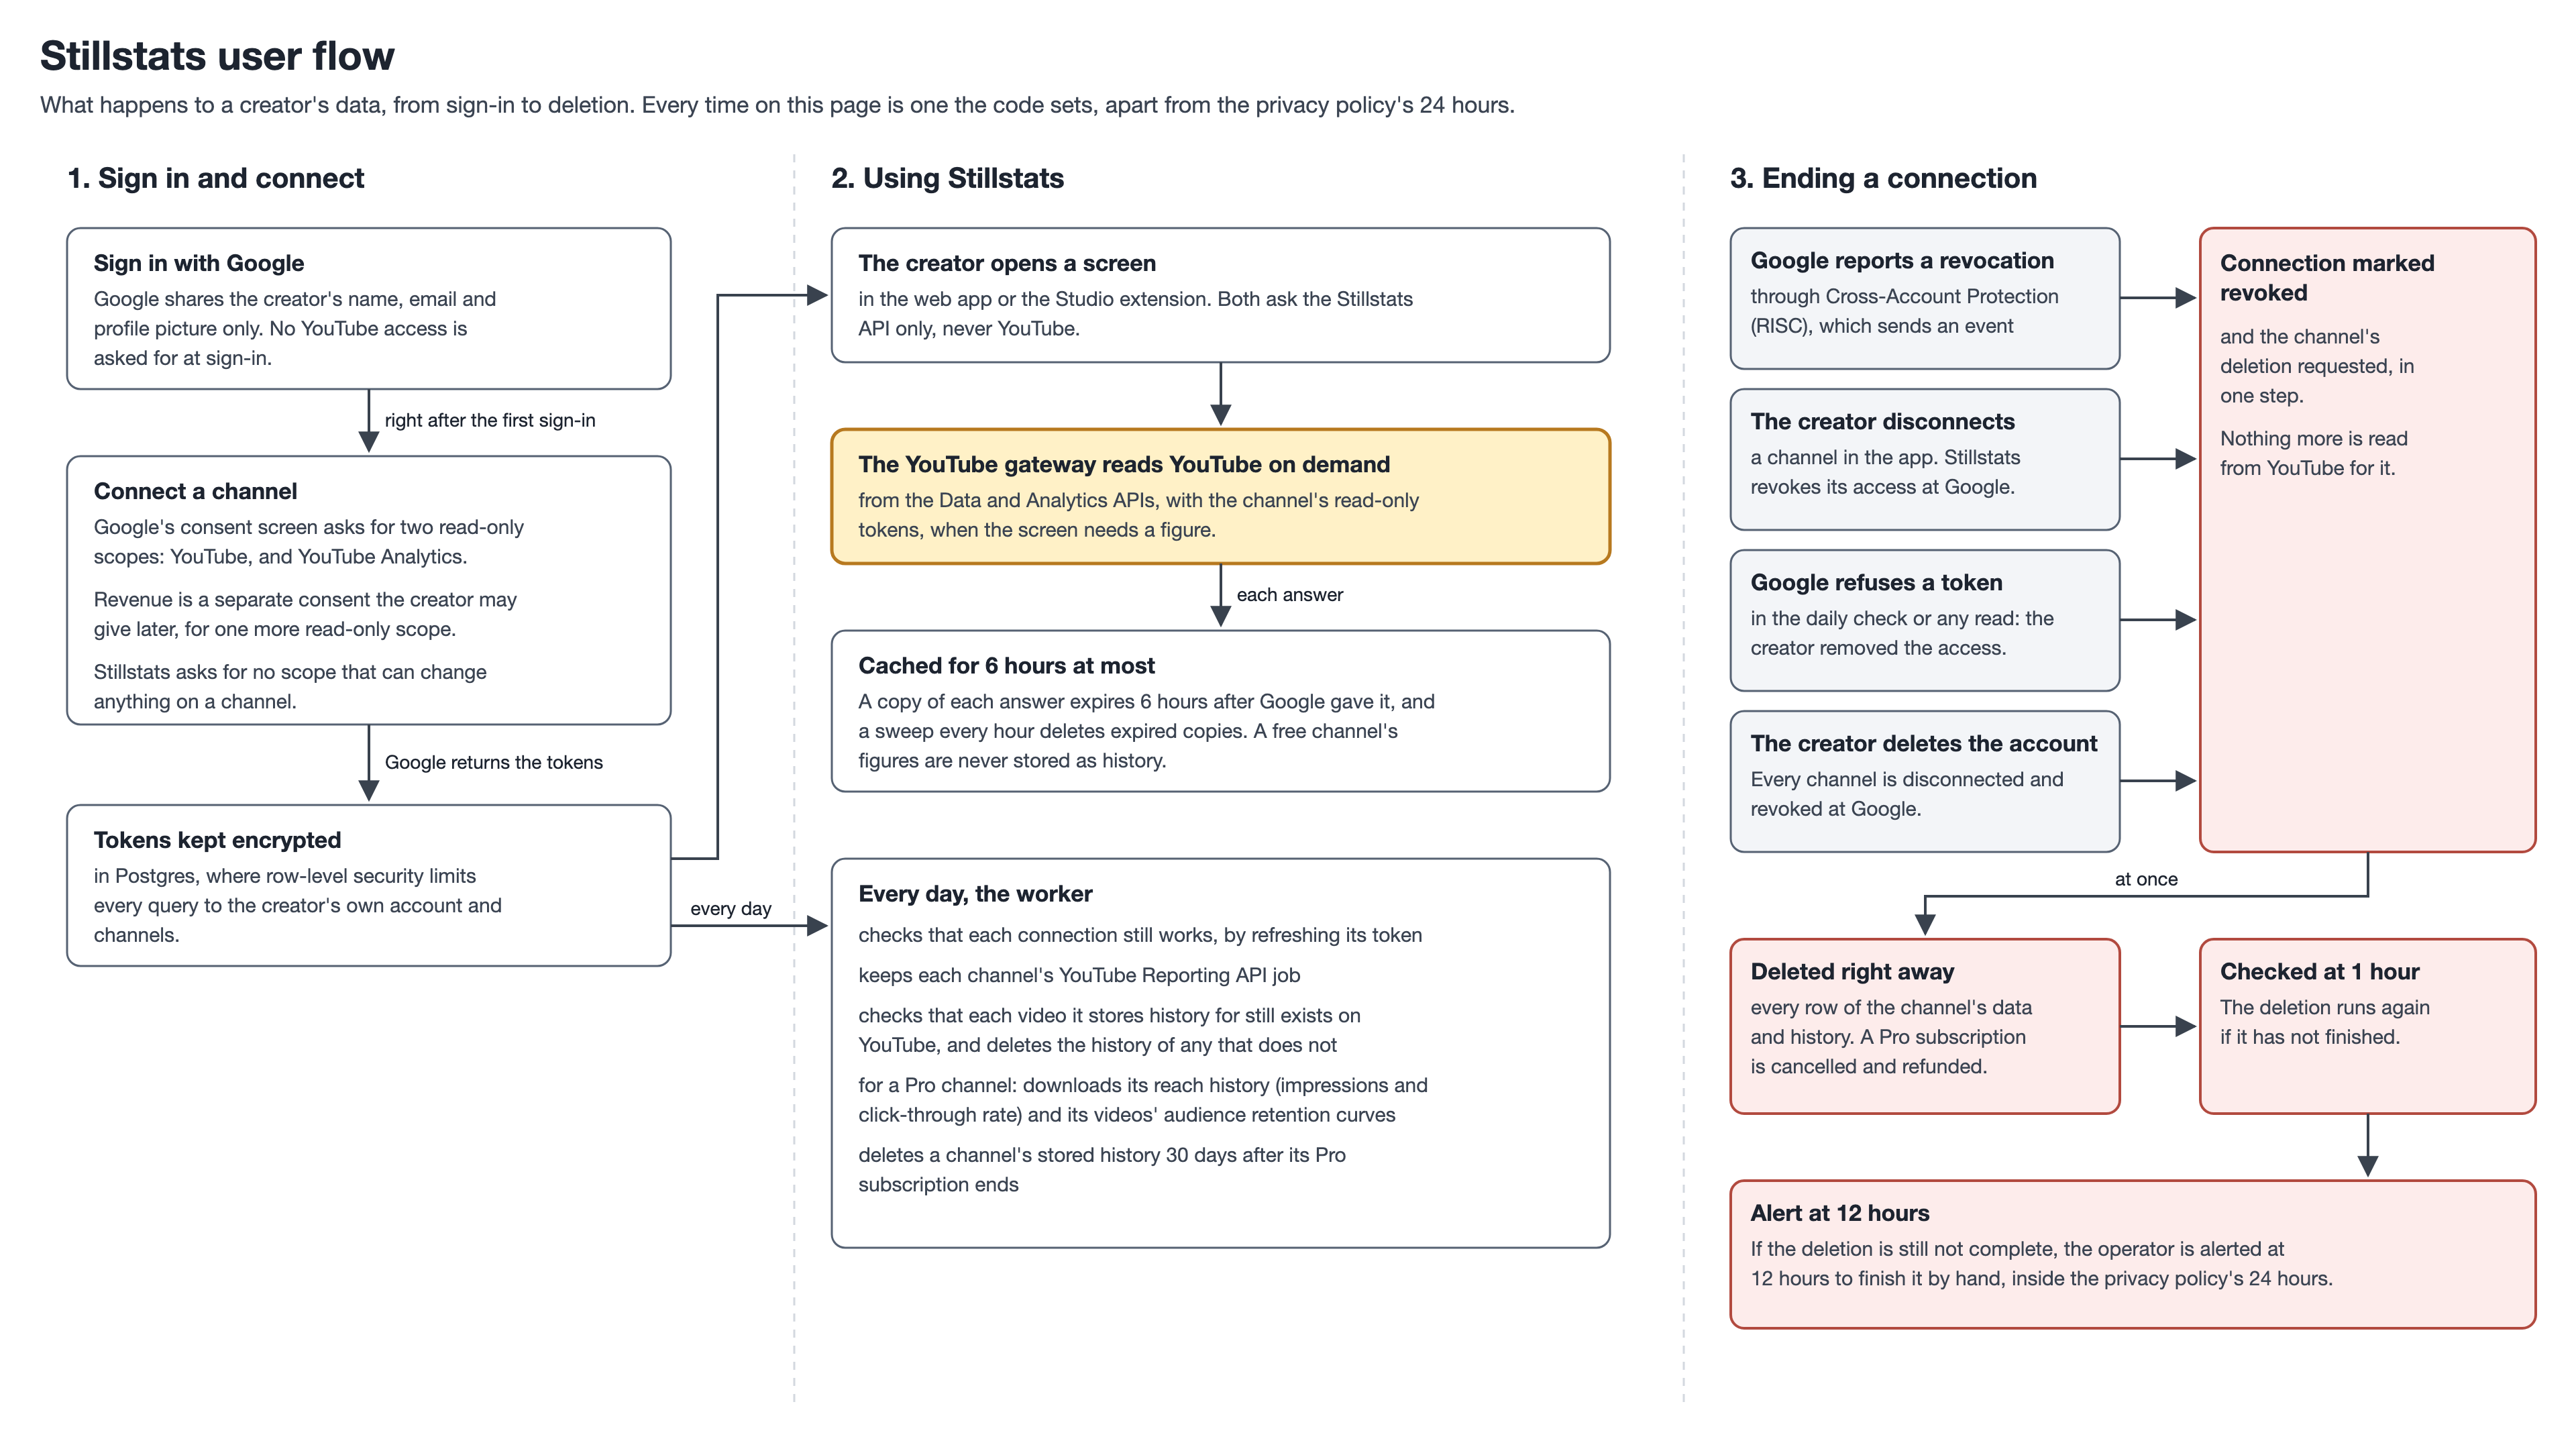 Stillstats user flow
What happens to a creator's data, from sign-in to deletion. Every time on this page is one the code sets, apart from the privacy policy's 24 hours.
1. Sign in and connect
Sign in with Google
Google shares the creator's name, email and
profile picture only. No YouTube access is
asked for at sign-in.
right after the first sign-in
Connect a channel
Google's consent screen asks for two read-only
scopes: YouTube, and YouTube Analytics.
Revenue is a separate consent the creator may
give later, for one more read-only scope.
Stillstats asks for no scope that can change
anything on a channel.
Google returns the tokens
Tokens kept encrypted
in Postgres, where row-level security limits
every query to the creator's own account and
channels.
every day
2. Using Stillstats
The creator opens a screen
in the web app or the Studio extension. Both ask the Stillstats
API only, never YouTube.
The YouTube gateway reads YouTube on demand
from the Data and Analytics APIs, with the channel's read-only
tokens, when the screen needs a figure.
each answer
Cached for 6 hours at most
A copy of each answer expires 6 hours after Google gave it, and
a sweep every hour deletes expired copies. A free channel's
figures are never stored as history.
Every day, the worker
checks that each connection still works, by refreshing its token
keeps each channel's YouTube Reporting API job
checks that each video it stores history for still exists on
YouTube, and deletes the history of any that does not
for a Pro channel: downloads its reach history (impressions and
click-through rate) and its videos' audience retention curves
deletes a channel's stored history 30 days after its Pro
subscription ends
3. Ending a connection
Google reports a revocation
through Cross-Account Protection
(RISC), which sends an event
The creator disconnects
a channel in the app. Stillstats
revokes its access at Google.
Google refuses a token
in the daily check or any read: the
creator removed the access.
The creator deletes the account
Every channel is disconnected and
revoked at Google.
Connection marked
revoked
and the channel's
deletion requested, in
one step.
Nothing more is read
from YouTube for it.
at once
Deleted right away
every row of the channel's data
and history. A Pro subscription
is cancelled and refunded.
Checked at 1 hour
The deletion runs again
if it has not finished.
Alert at 12 hours
If the deletion is still not complete, the operator is alerted at
12 hours to finish it by hand, inside the privacy policy's 24 hours.